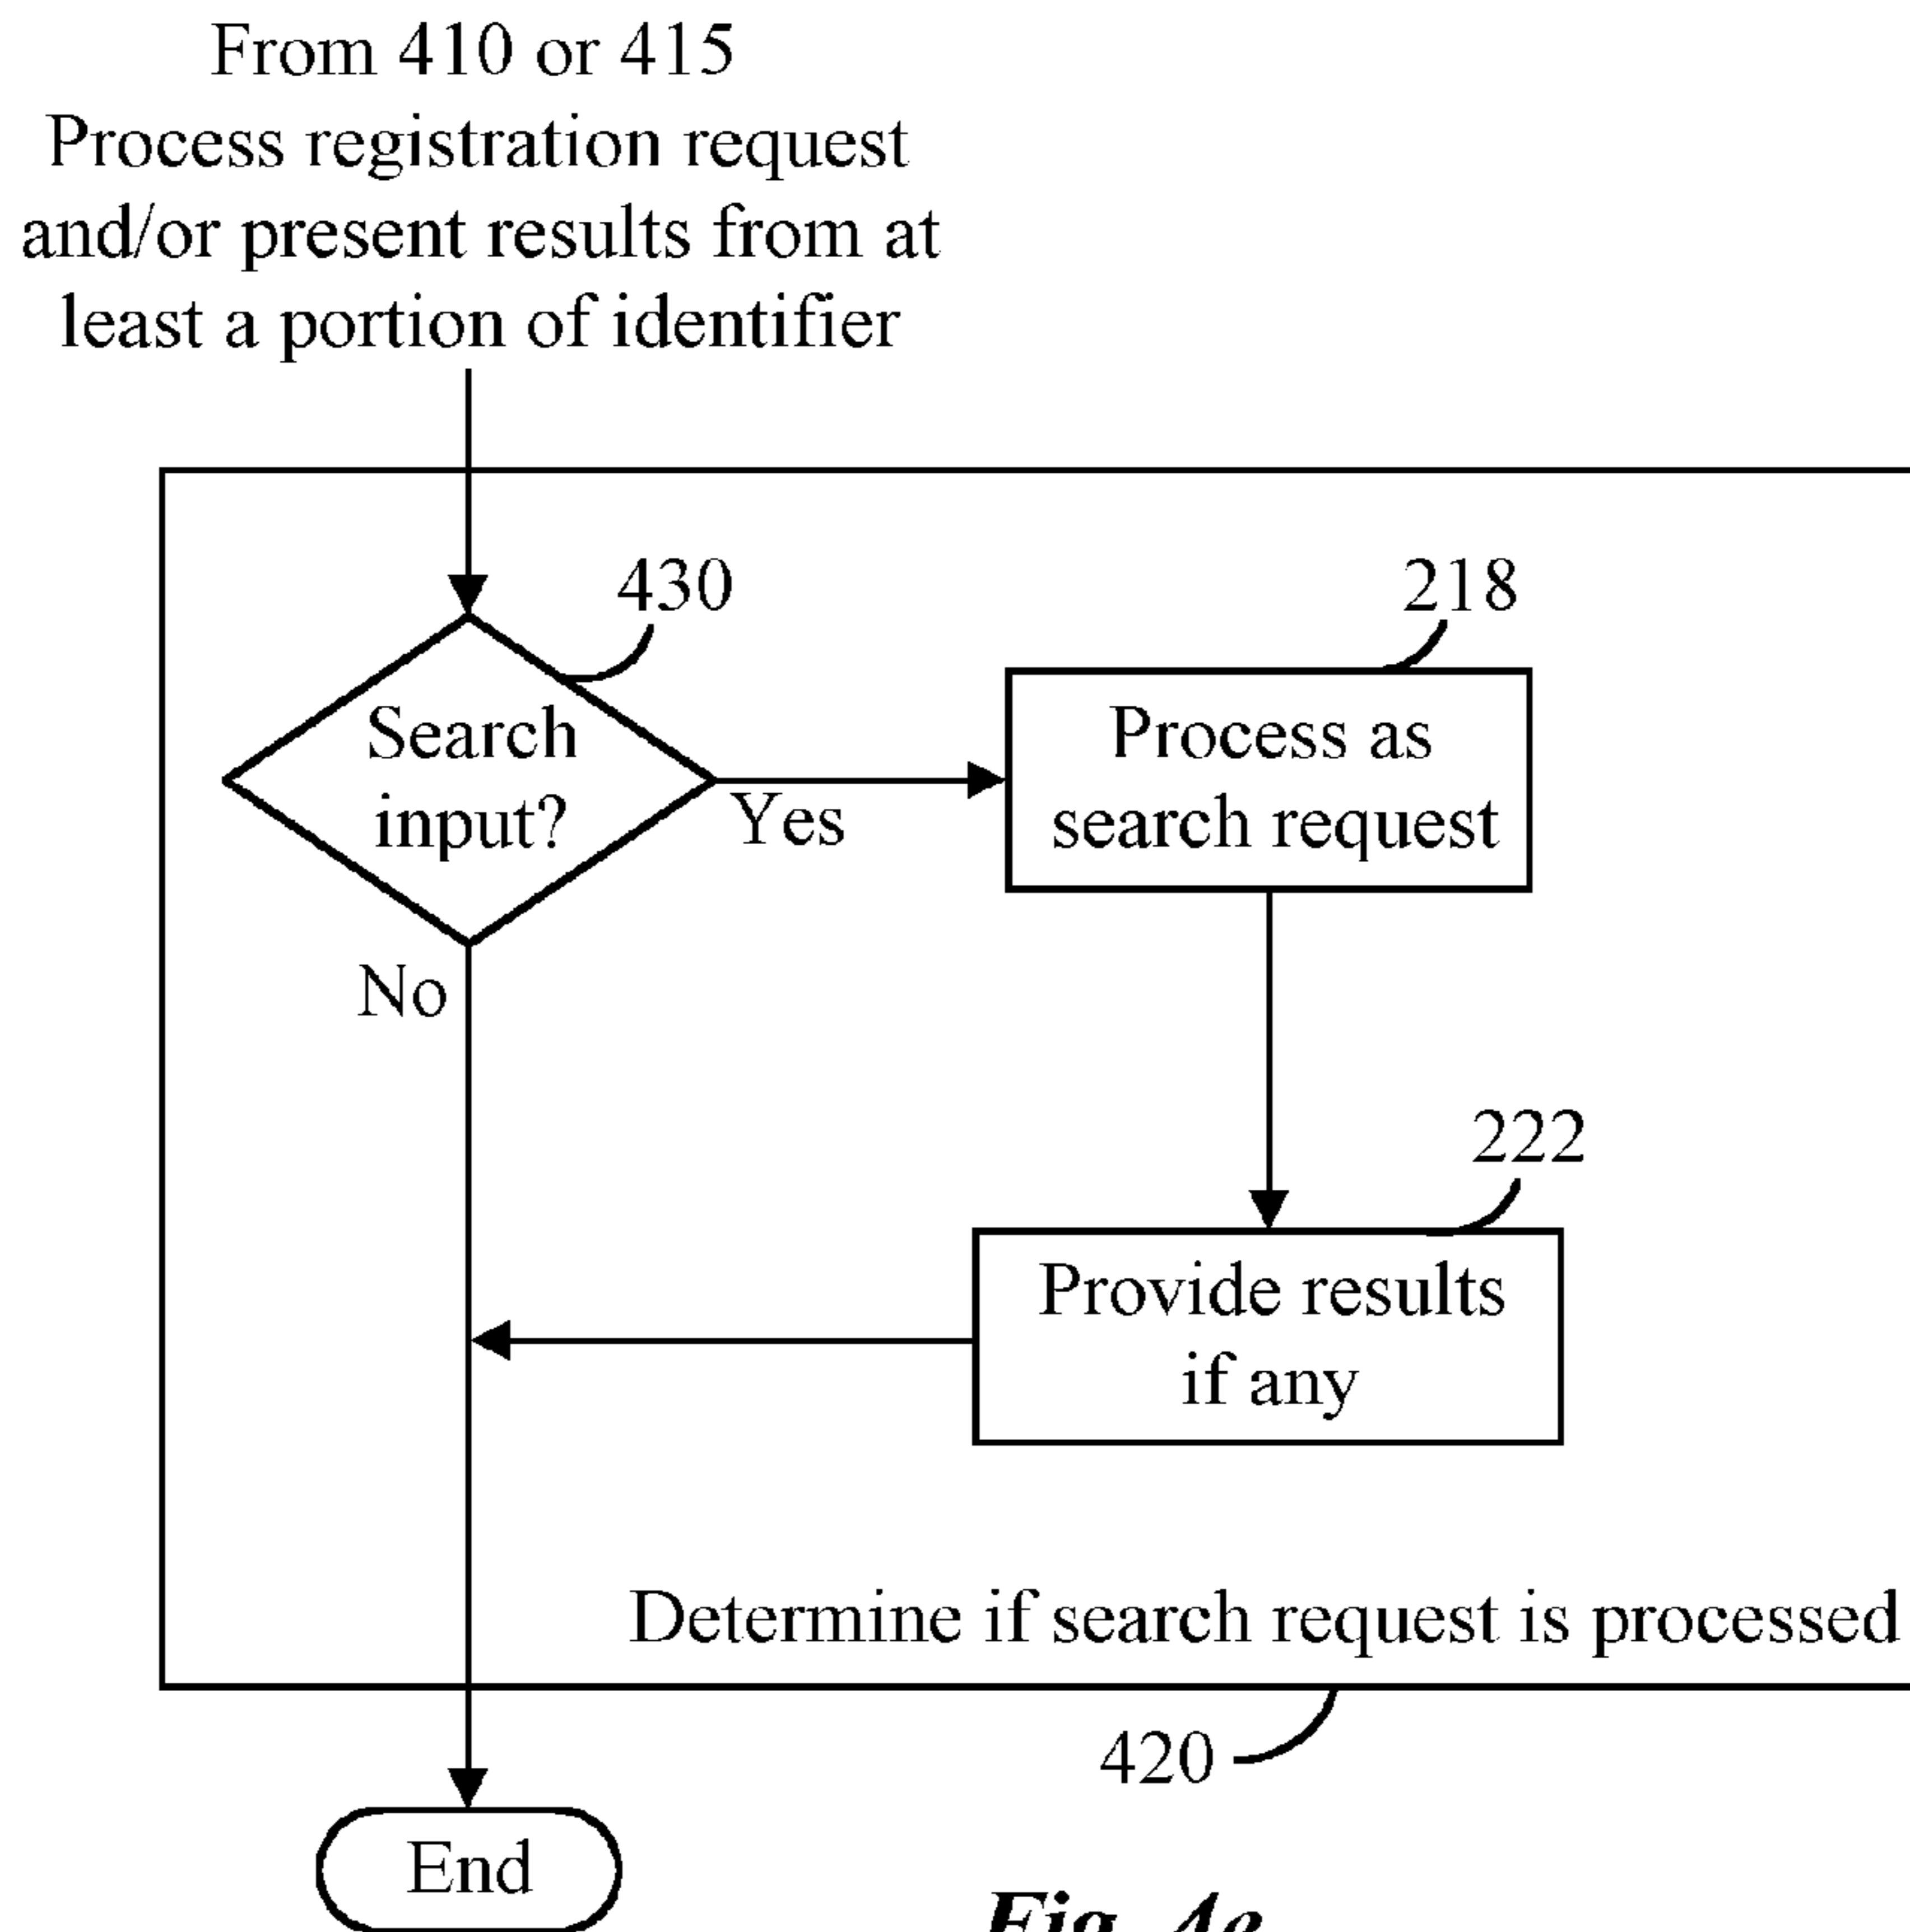 From 410 or 415
Process registration request
and/or present results from at
least a portion of identifier
430
218
Search
input?
Process as
search request
Yes
No
222
Provide results
if any
Determine if search request is processed
420
End
Fig. 4e